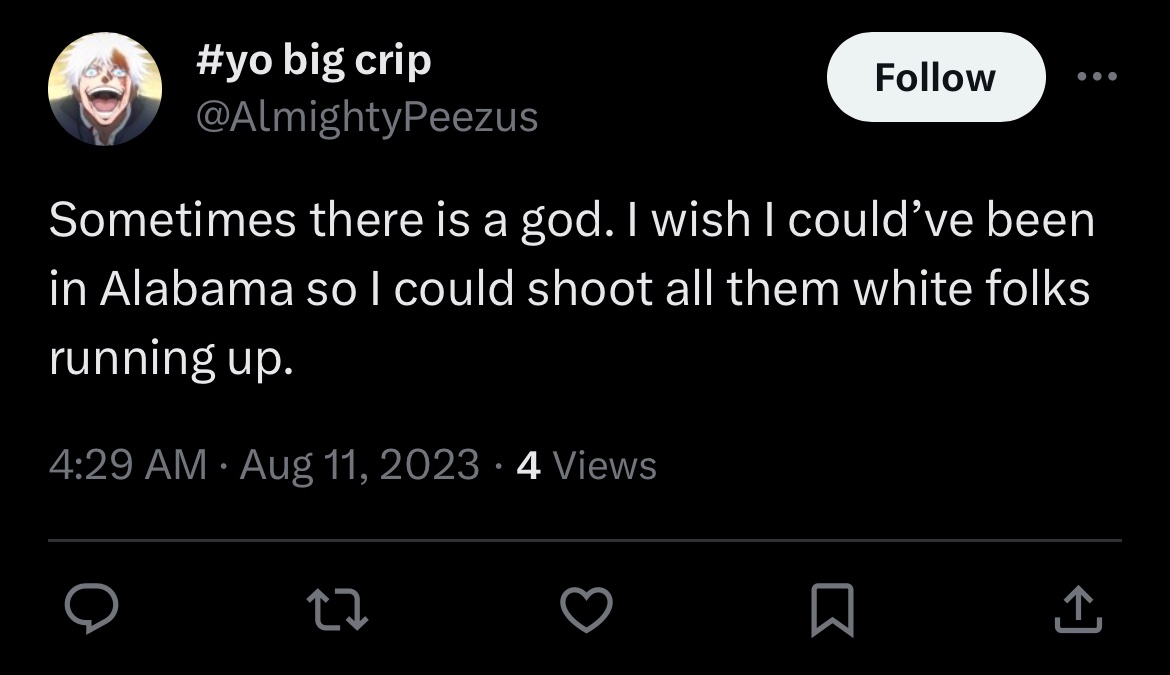 #yo big crip
@AlmightyPeezus
Follow
Sometimes there is a god. I wish I could’ve been
in Alabama so I could shoot all them white folks
running up.
4:29 AM · Aug 11, 2023 · 4 Views